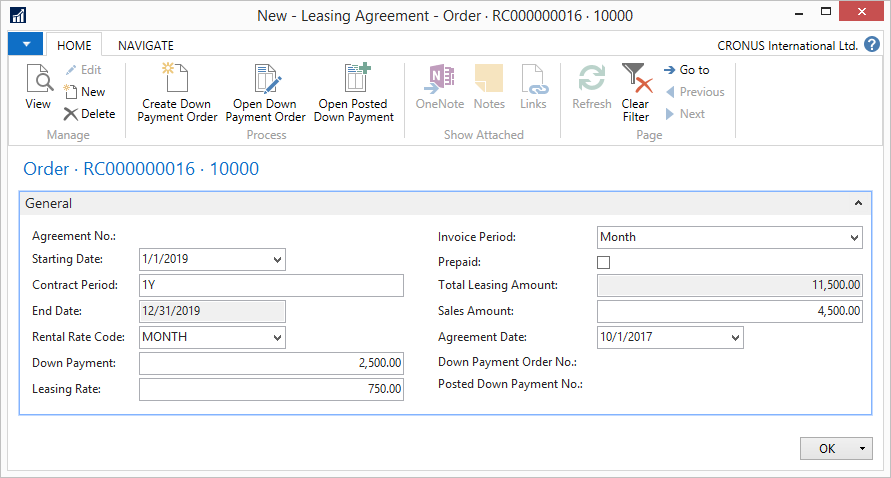 New - Leasing Agreement - Order · RC000000016 · 10000
HOME NAVIGATE CRONUS International Ltd. ?
View
Edit
New
Delete
Manage
Create Down
Payment Order
Open Down
Payment Order
Open Posted
Down Payment
Process
OneNote
Notes
Links
Show Attached
Refresh
Clear
Filter
Go to
Previous
Next
Page
Order · RC000000016 · 10000
General
Agreement No.:
Starting Date: 1/1/2019
Contract Period: 1Y
End Date: 12/31/2019
Rental Rate Code: MONTH
Down Payment: 2,500.00
Leasing Rate: 750.00
Invoice Period: Month
Prepaid:
Total Leasing Amount: 11,500.00
Sales Amount: 4,500.00
Agreement Date: 10/1/2017
Down Payment Order No.:
Posted Down Payment No.:
OK